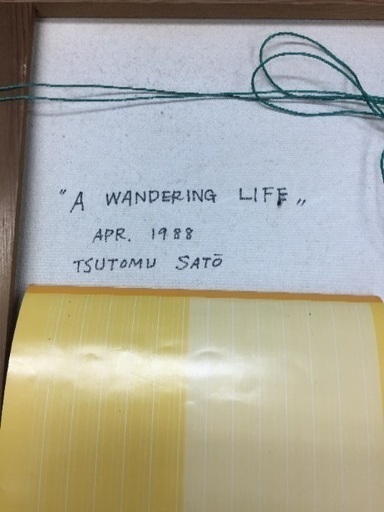 "A WANDERING LIFE„
APR. 1988
TSUTOMU SATŌ